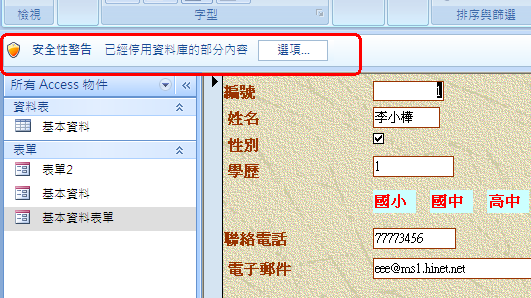 檢視
字型
排序與篩選
安全性警告 已經停用資料庫的部分內容 選項...
所有 Access 物件
資料表
基本資料
表單
表單2
基本資料
基本資料表單
編號 1
姓名 李小樺
性別
學歷 1
國小 國中 高中
聯絡電話 77773456
電子郵件 eee@ms1.hinet.net